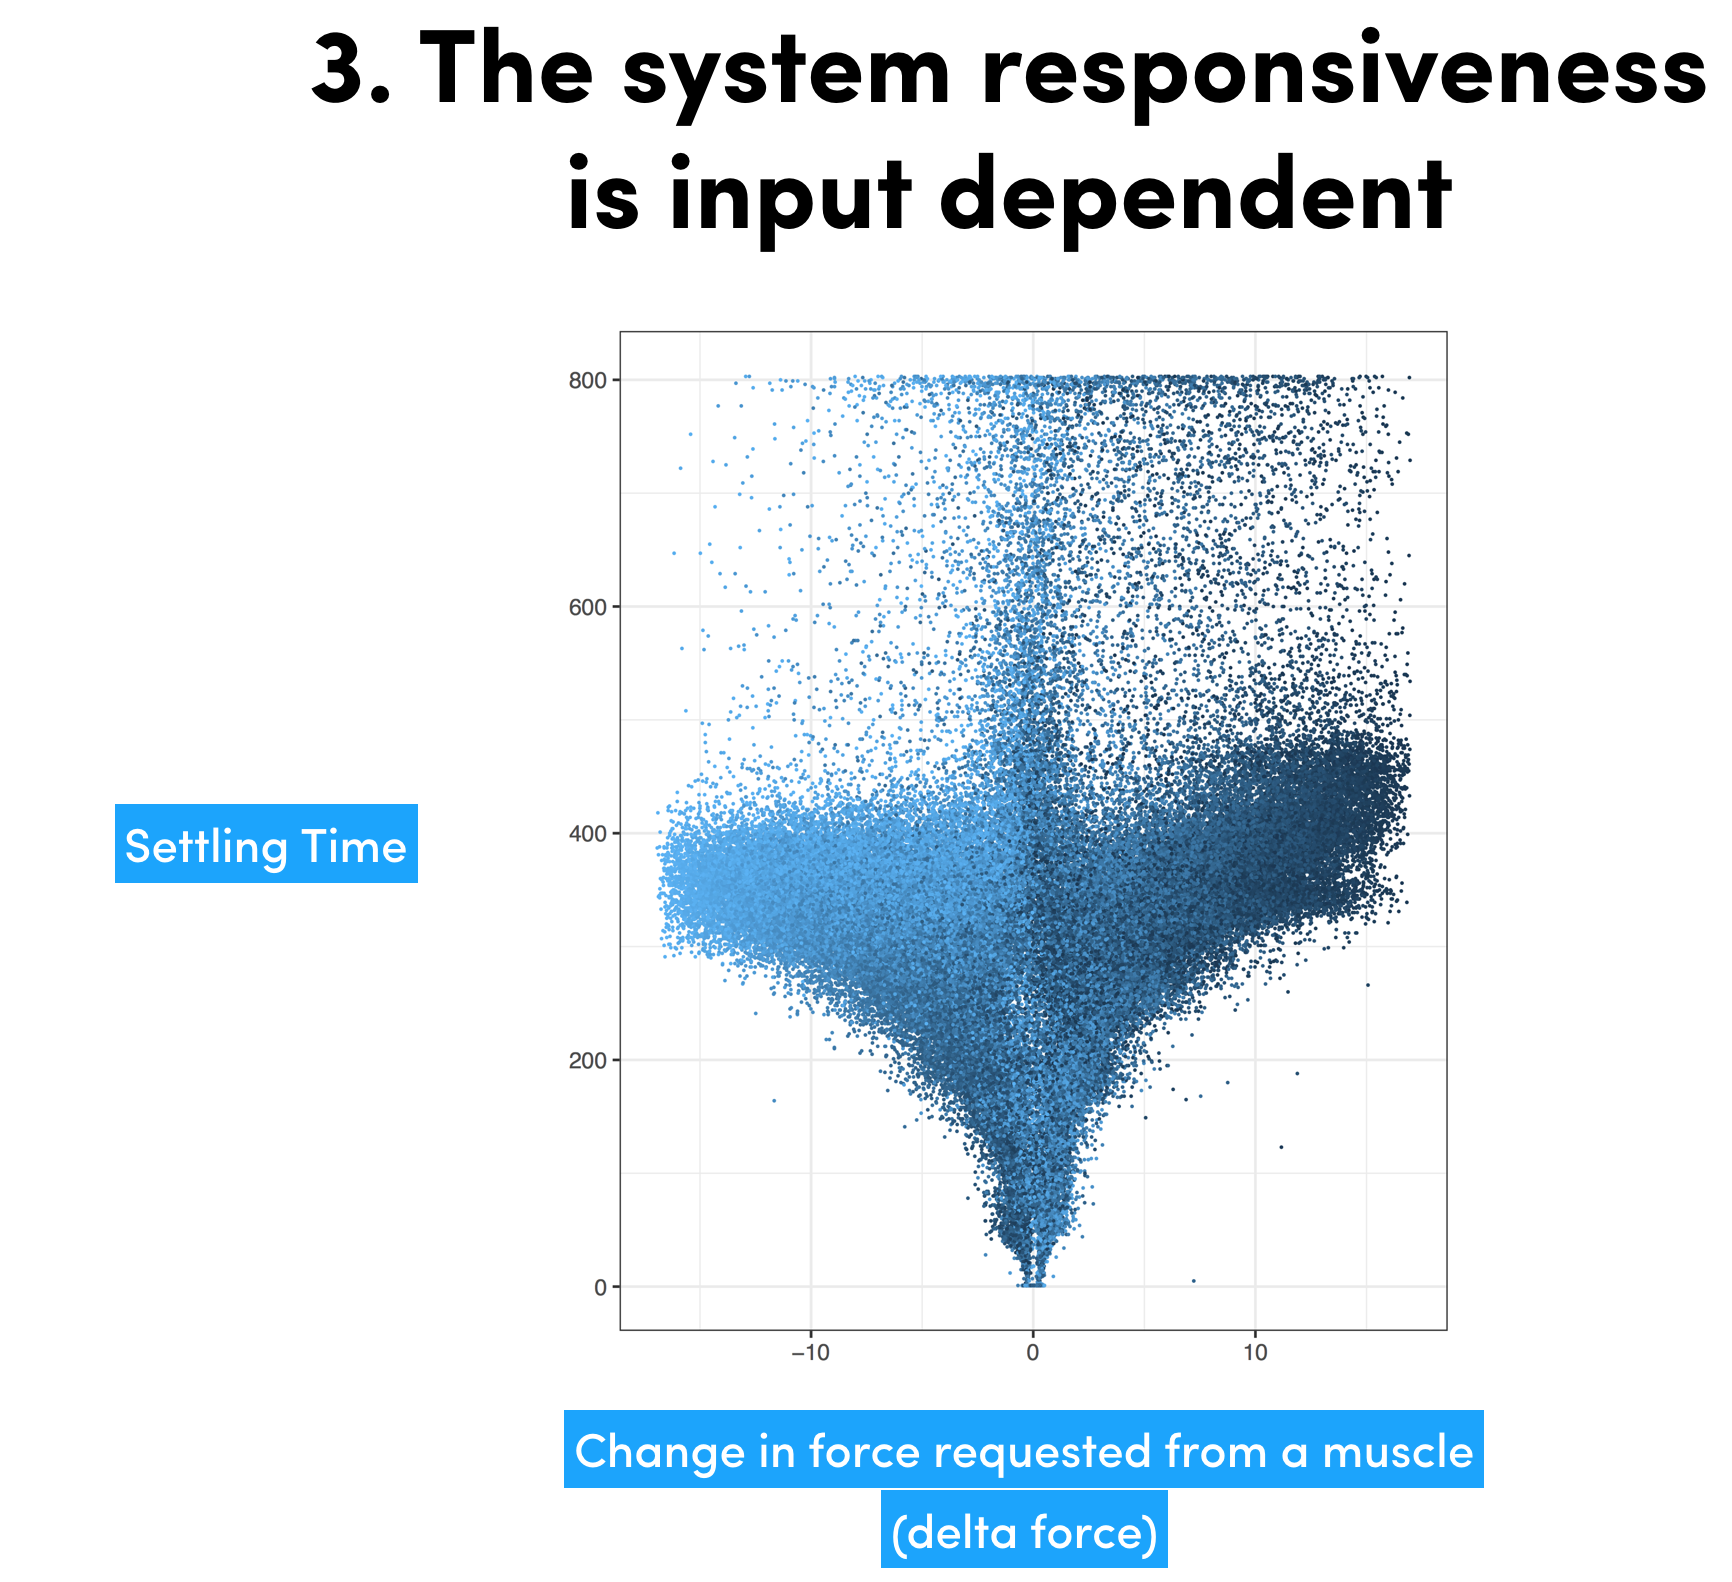 3. The system responsiveness
is input dependent
800
600
400
200
0
Settling Time
−10
0
10
Change in force requested from a muscle
(delta force)